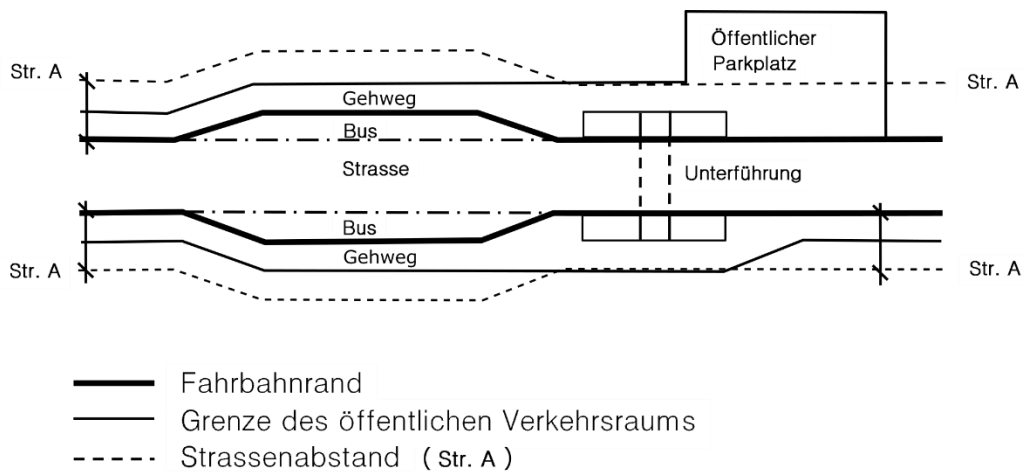 Öffentlicher
Parkplatz
Str. A
Str. A
Gehweg
Bus
Strasse
Unterführung
Bus
Gehweg
Str. A
Str. A
Fahrbahnrand
Grenze des öffentlichen Verkehrsraums
Strassenabstand ( Str. A )